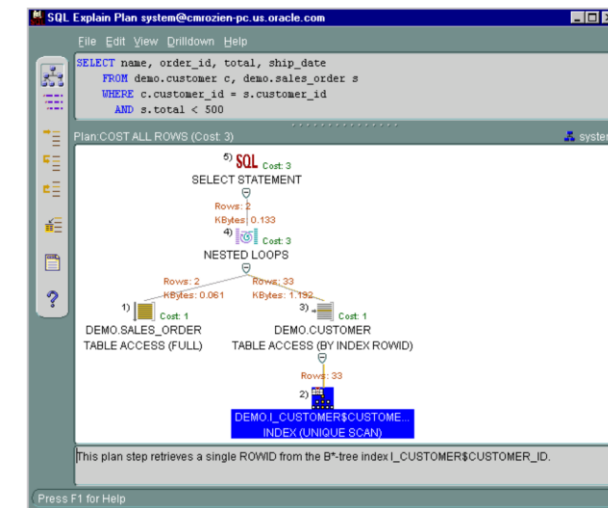 SQL Explain Plan system@cmrozien-pc.us.oracle.com
File Edit View Drilldown Help
SELECT name, order_id, total, ship_date
FROM demo.customer c, demo.sales_order s
WHERE c.customer_id = s.customer_id
AND s.total < 500
Plan:COST ALL ROWS (Cost: 3) system
5) SQL Cost: 3
SELECT STATEMENT
Rows: 2
KBytes: 0.133
4) Cost: 3
NESTED LOOPS
Rows: 2 Rows: 33
KBytes: 0.061 KBytes: 1.192
1) Cost: 1 3) Cost: 1
DEMO.SALES_ORDER DEMO.CUSTOMER
TABLE ACCESS (FULL) TABLE ACCESS (BY INDEX ROWID)
Rows: 33
2)
DEMO.I_CUSTOMER$CUSTOME...
INDEX (UNIQUE SCAN)
This plan step retrieves a single ROWID from the B*-tree index I_CUSTOMER$CUSTOMER_ID.
Press F1 for Help